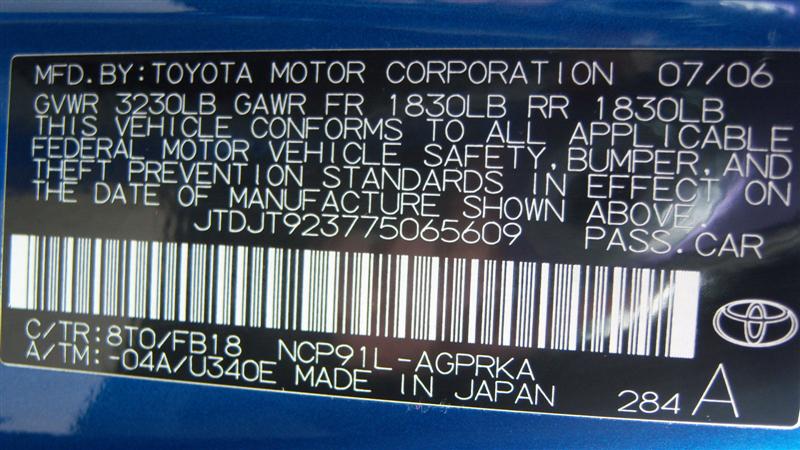 MFD.BY:TOYOTA MOTOR CORPORATION 07/06
GVWR 3230LB GAWR FR 1830LB RR 1830LB
THIS VEHICLE CONFORMS TO ALL APPLICABLE
FEDERAL MOTOR VEHICLE SAFETY,BUMPER,AND
THEFT PREVENTION STANDARDS IN EFFECT ON
THE DATE OF MANUFACTURE SHOWN ABOVE.
JTDJT923775065609 PASS.CAR
C/TR:8T0/FB18 NCP91L-AGPRKA
A/TM:-04A/U340E MADE IN JAPAN 284 A